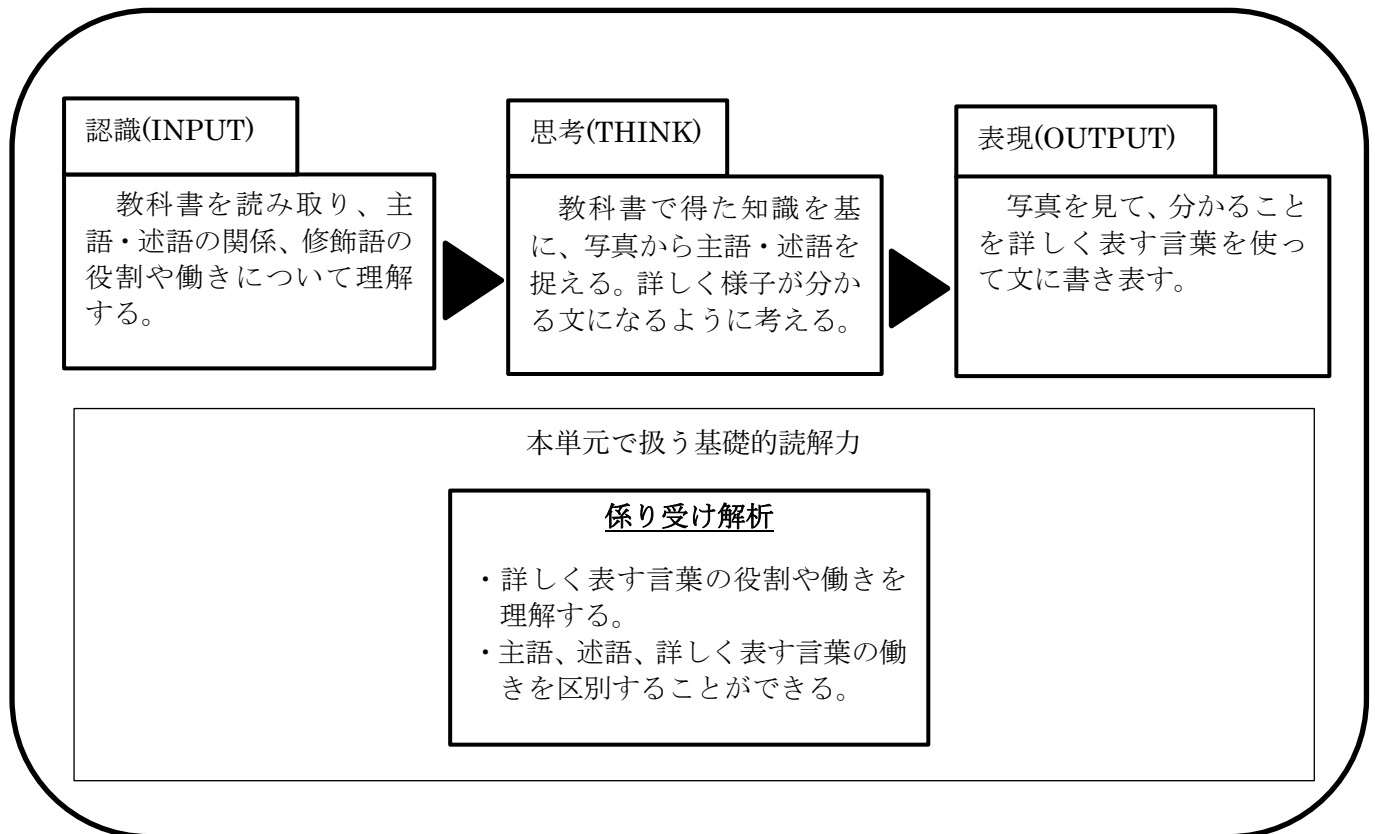 認識(INPUT)
　教科書を読み取り、主
語・述語の関係、修飾語の
役割や働きについて理解
する。
思考(THINK)
　教科書で得た知識を基
に、写真から主語・述語を
捉える。詳しく様子が分か
る文になるように考える。
表現(OUTPUT)
　写真を見て、分かること
を詳しく表す言葉を使っ
て文に書き表す。
本単元で扱う基礎的読解力
係り受け解析
・詳しく表す言葉の役割や働きを
理解する。
・主語、述語、詳しく表す言葉の働
きを区別することができる。